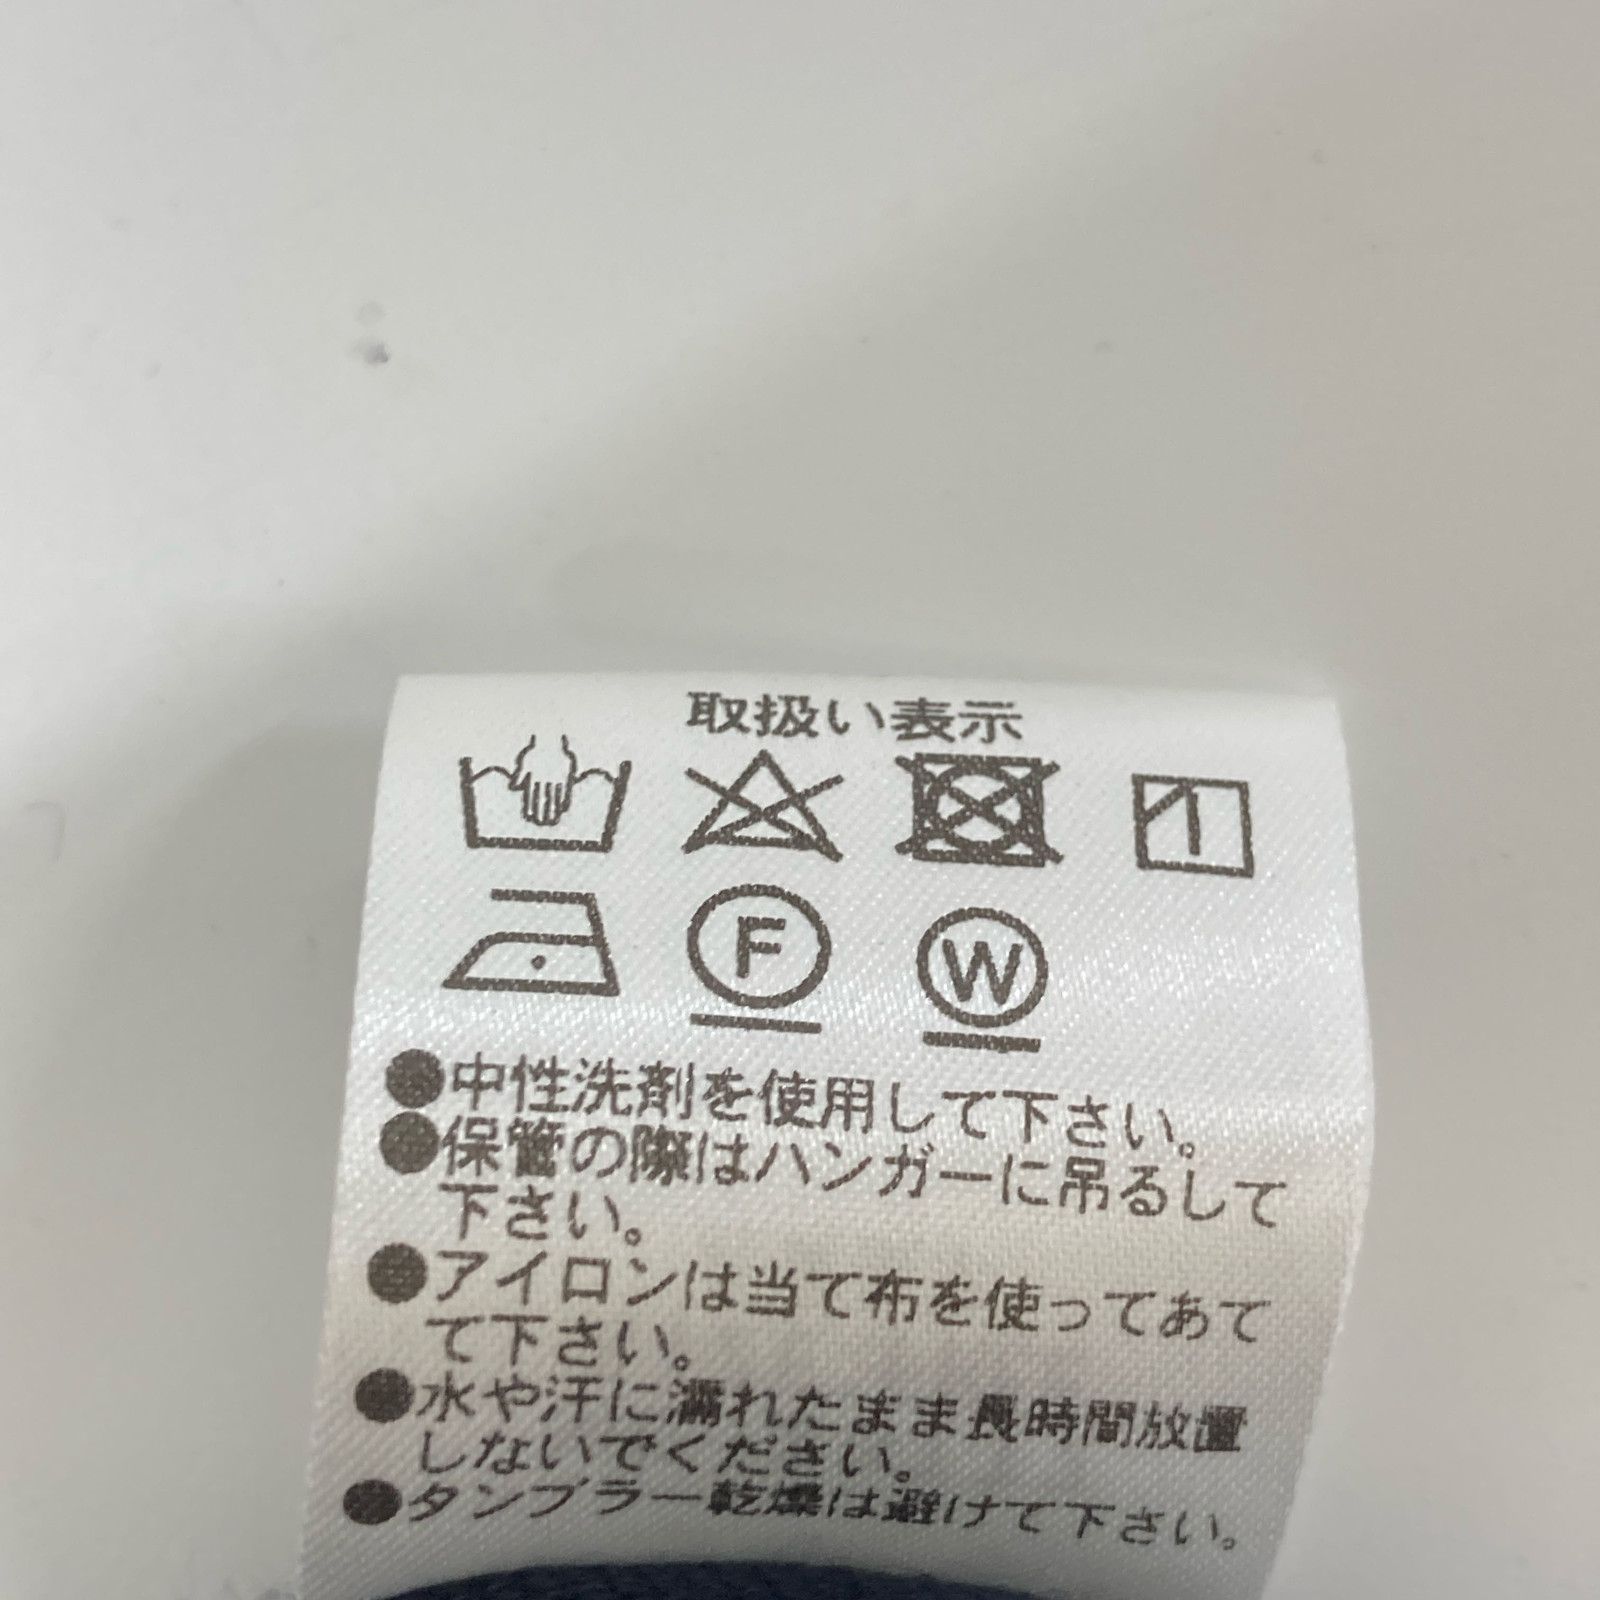 取扱い表示
F W
●中性洗剤を使用して下さい。
●保管の際はハンガーに吊るして
下さい。
●アイロンは当て布を使ってあて
て下さい。
●水や汗に濡れたまま長時間放置
しないでください。
●タンブラー乾燥は避けて下さい。